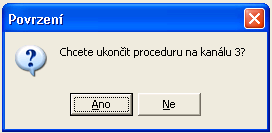 Povrzení
Chcete ukončit proceduru na kanálu 3?
Ano
Ne